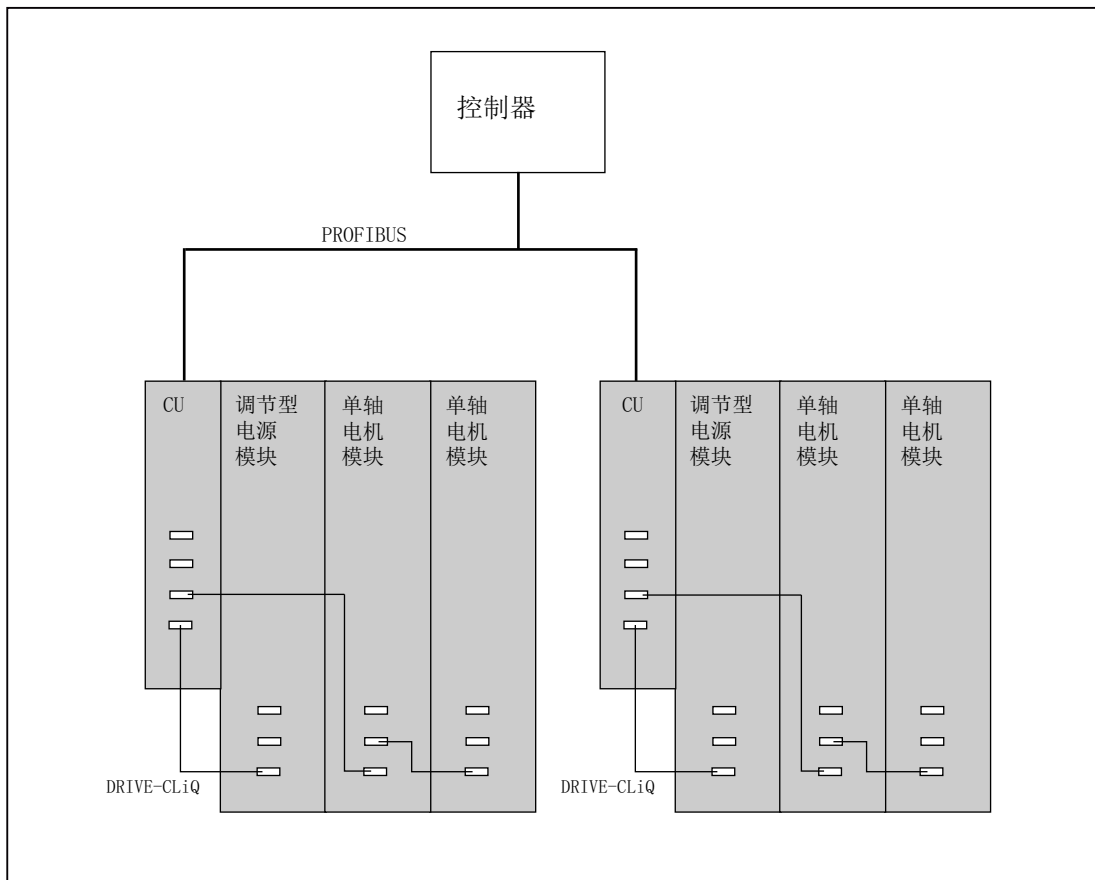 控制器
PROFIBUS
CU
调节型
电源
模块
单轴
电机
模块
单轴
电机
模块
DRIVE-CLiQ
CU
调节型
电源
模块
单轴
电机
模块
单轴
电机
模块
DRIVE-CLiQ